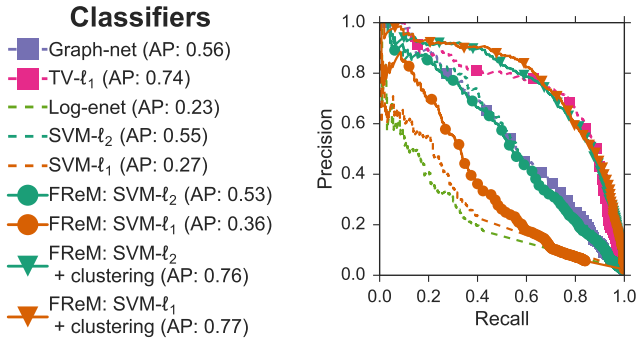 Classifiers
Graph-net (AP: 0.56)
TV-ℓ₁ (AP: 0.74)
Log-enet (AP: 0.23)
SVM-ℓ₂ (AP: 0.55)
SVM-ℓ₁ (AP: 0.27)
FReM: SVM-ℓ₂ (AP: 0.53)
FReM: SVM-ℓ₁ (AP: 0.36)
FReM: SVM-ℓ₂
+ clustering (AP: 0.76)
FReM: SVM-ℓ₁
+ clustering (AP: 0.77)
Precision
1.0
0.8
0.6
0.4
0.2
0.0
0.0 0.2 0.4 0.6 0.8 1.0
Recall